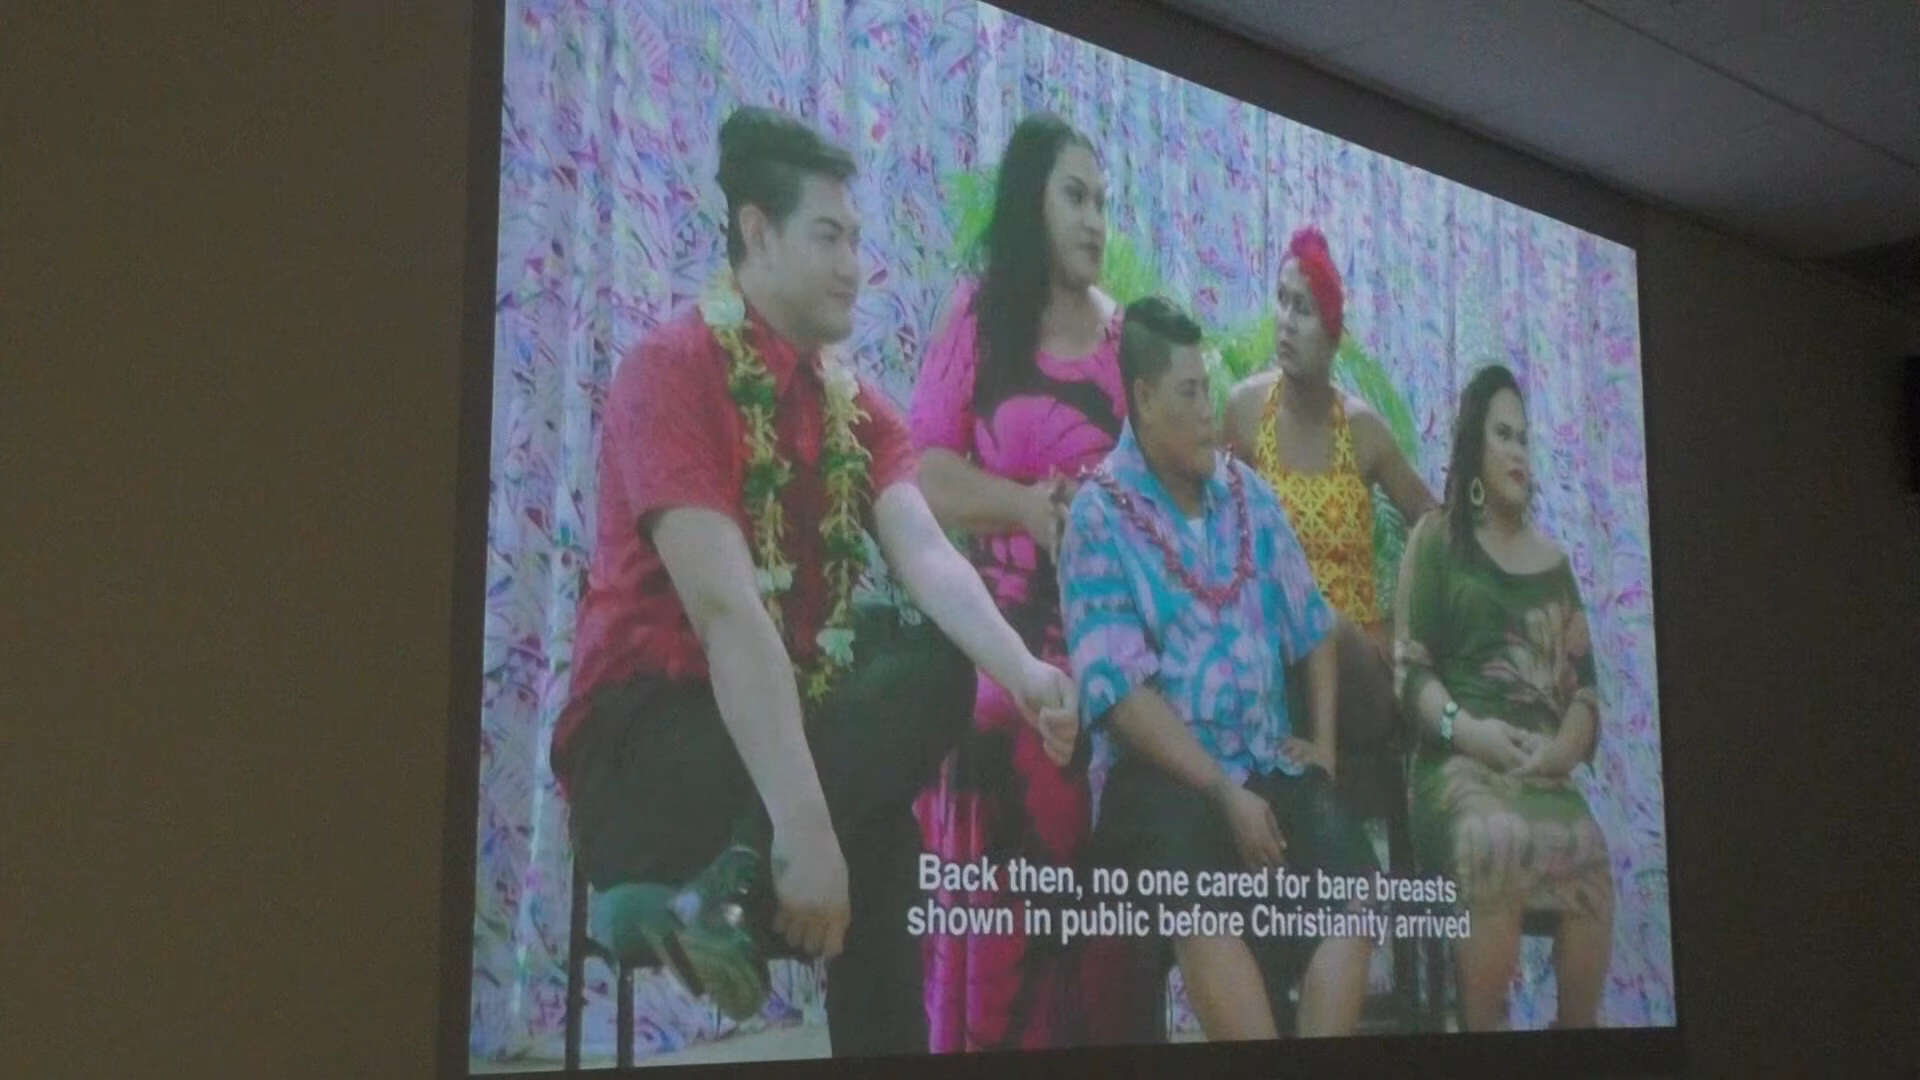 Back then, no one cared for bare breasts
shown in public before Christianity arrived